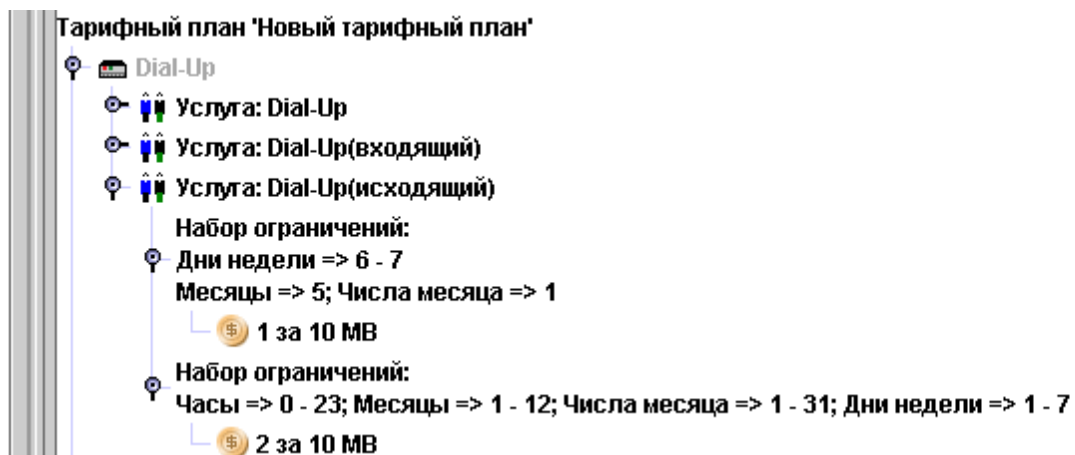 Тарифный план 'Новый тарифный план'
Dial-Up
Услуга: Dial-Up
Услуга: Dial-Up(входящий)
Услуга: Dial-Up(исходящий)
Набор ограничений:
Дни недели => 6 - 7
Месяцы => 5; Числа месяца => 1
1 за 10 MB
Набор ограничений:
Часы => 0 - 23; Месяцы => 1 - 12; Числа месяца => 1 - 31; Дни недели => 1 - 7
2 за 10 MB